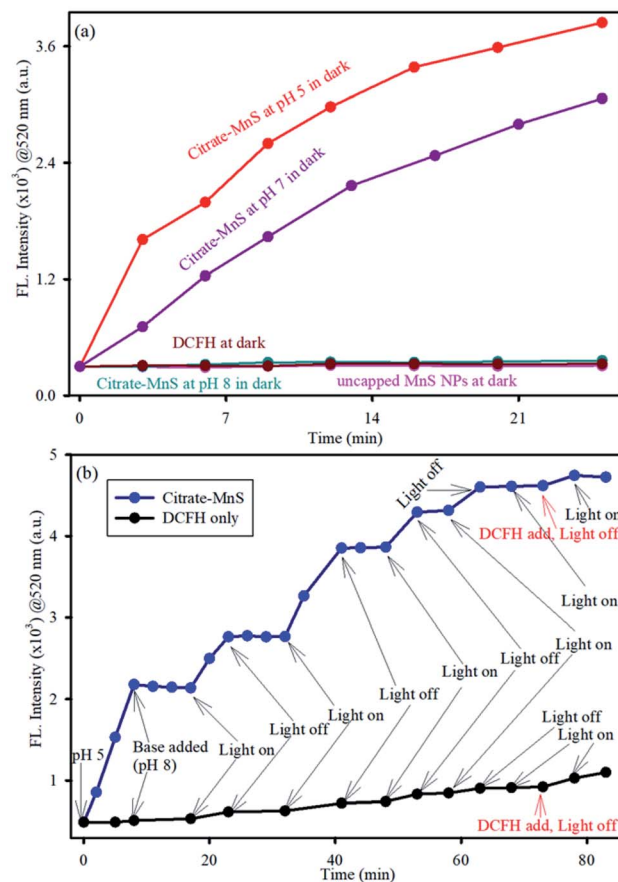 (a)
3.6
2.4
1.2
0.0
FL. Intensity (x10³) @520 nm (a.u.)
Citrate-MnS at pH 5 in dark
Citrate-MnS at pH 7 in dark
DCFH at dark
Citrate-MnS at pH 8 in dark
uncapped MnS NPs at dark
0 7 14 21
Time (min)
(b)
5
4
3
2
1
FL. Intensity (x10³) @520 nm (a.u.)
Citrate-MnS
DCFH only
Light off
Light on
DCFH add, Light off
Light on
Light on
Light off
Light on
Light off
Light on
Light off
Light on
Base added
(pH 8)
pH 5
Light off
Light on
DCFH add, Light off
0 20 40 60 80
Time (min)